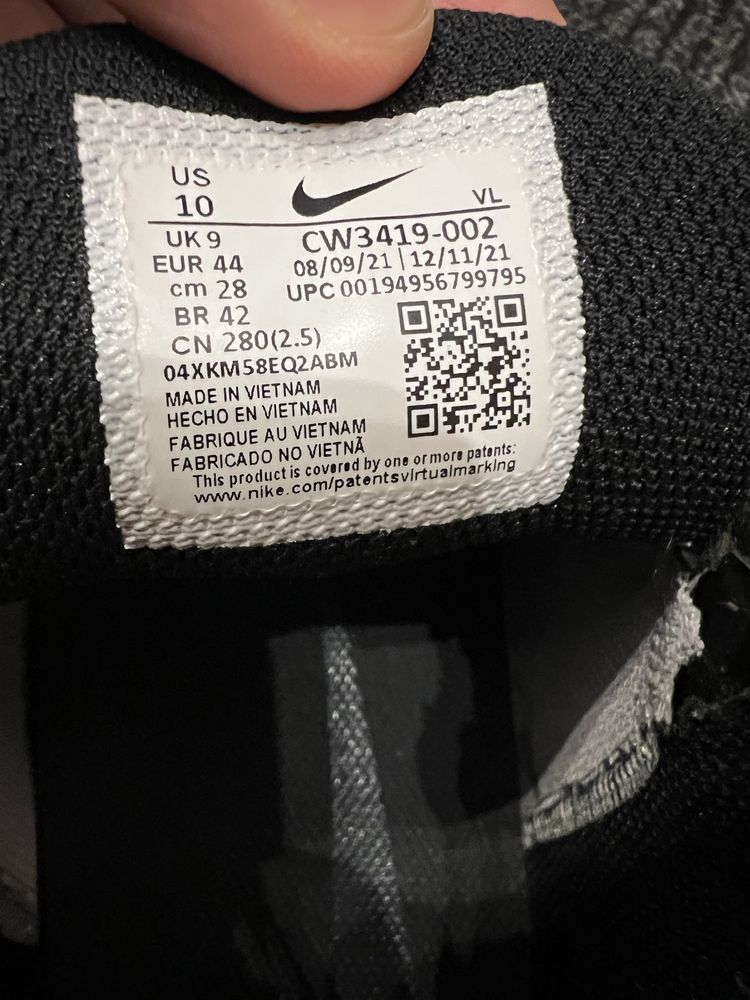 US
10
VL
UK 9
CW3419-002
EUR 44
08/09/21 | 12/11/21
cm 28
UPC 00194956799795
BR 42
CN 280(2.5)
04XKM58EQ2ABM
MADE IN VIETNAM
HECHO EN VIETNAM
FABRIQUE AU VIETNAM
FABRICADO NO VIETNÃ
This product is covered by one or more patents:
www.nike.com/patentsvirtualmarking